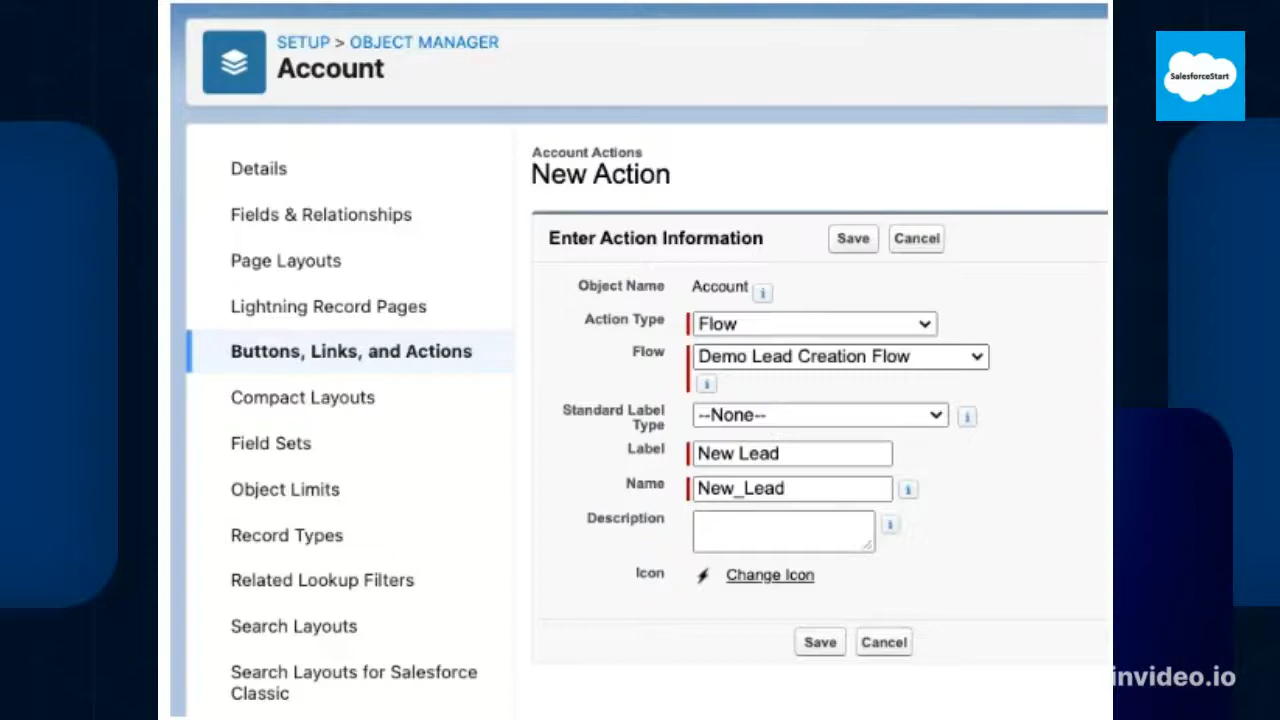 SETUP > OBJECT MANAGER
Account
SalesforceStart
Details
Fields & Relationships
Page Layouts
Lightning Record Pages
Buttons, Links, and Actions
Compact Layouts
Field Sets
Object Limits
Record Types
Related Lookup Filters
Search Layouts
Search Layouts for Salesforce
Classic
Account Actions
New Action
Enter Action Information Save Cancel
Object Name Account i
Action Type Flow
Flow Demo Lead Creation Flow
i
Standard Label --None-- i
Type
Label New Lead
Name New_Lead i
Description i
Icon Change Icon
Save Cancel
invideo.io